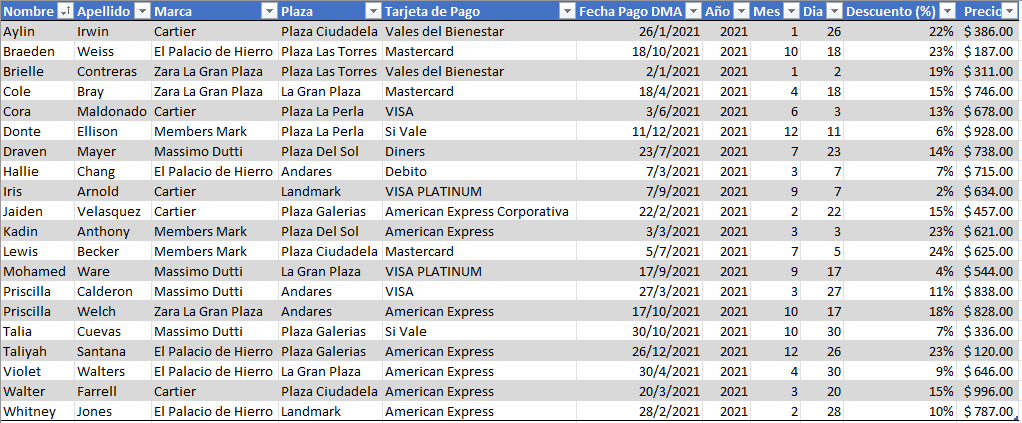 Nombre Apellido Marca Plaza Tarjeta de Pago Fecha Pago DMA Año Mes Dia Descuento (%) Precio
Aylin Irwin Cartier Plaza Ciudadela Vales del Bienestar 26/1/2021 2021 1 26 22% $ 386.00
Braeden Weiss El Palacio de Hierro Plaza Las Torres Mastercard 18/10/2021 2021 10 18 23% $ 187.00
Brielle Contreras Zara La Gran Plaza Plaza Las Torres Vales del Bienestar 2/1/2021 2021 1 2 19% $ 311.00
Cole Bray Zara La Gran Plaza La Gran Plaza Mastercard 18/4/2021 2021 4 18 15% $ 746.00
Cora Maldonado Cartier Plaza La Perla VISA 3/6/2021 2021 6 3 13% $ 678.00
Donte Ellison Members Mark Plaza La Perla Si Vale 11/12/2021 2021 12 11 6% $ 928.00
Draven Mayer Massimo Dutti Plaza Del Sol Diners 23/7/2021 2021 7 23 14% $ 738.00
Hallie Chang El Palacio de Hierro Andares Debito 7/3/2021 2021 3 7 7% $ 715.00
Iris Arnold Cartier Landmark VISA PLATINUM 7/9/2021 2021 9 7 2% $ 634.00
Jaiden Velasquez Cartier Plaza Galerias American Express Corporativa 22/2/2021 2021 2 22 15% $ 457.00
Kadin Anthony Members Mark Plaza Del Sol American Express 3/3/2021 2021 3 3 23% $ 621.00
Lewis Becker Members Mark Plaza Ciudadela Mastercard 5/7/2021 2021 7 5 24% $ 625.00
Mohamed Ware Massimo Dutti La Gran Plaza VISA PLATINUM 17/9/2021 2021 9 17 4% $ 544.00
Priscilla Calderon Massimo Dutti Andares VISA 27/3/2021 2021 3 27 11% $ 838.00
Priscilla Welch Zara La Gran Plaza Andares American Express 17/10/2021 2021 10 17 18% $ 828.00
Talia Cuevas Massimo Dutti Plaza Galerias Si Vale 30/10/2021 2021 10 30 7% $ 336.00
Taliyah Santana El Palacio de Hierro Plaza Galerias American Express 26/12/2021 2021 12 26 23% $ 120.00
Violet Walters El Palacio de Hierro La Gran Plaza American Express 30/4/2021 2021 4 30 9% $ 646.00
Walter Farrell Cartier Plaza Ciudadela American Express 20/3/2021 2021 3 20 15% $ 996.00
Whitney Jones El Palacio de Hierro Landmark American Express 28/2/2021 2021 2 28 10% $ 787.00